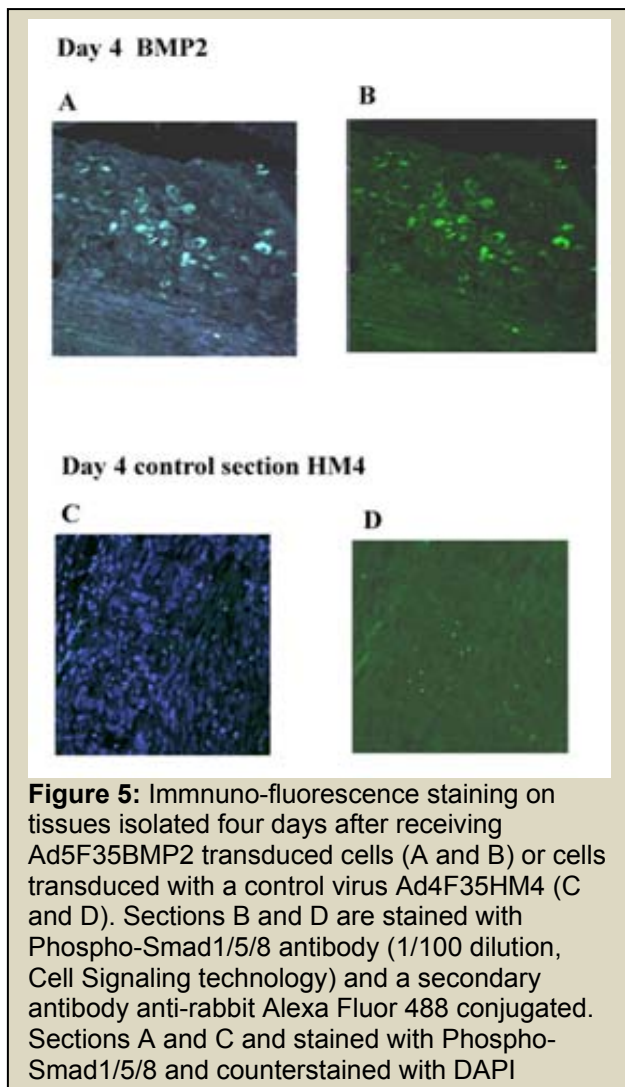 Day 4 BMP2
A
B
Day 4 control section HM4
C
D
Figure 5: Immnuno-fluorescence staining on
tissues isolated four days after receiving
Ad5F35BMP2 transduced cells (A and B) or cells
transduced with a control virus Ad4F35HM4 (C
and D). Sections B and D are stained with
Phospho-Smad1/5/8 antibody (1/100 dilution,
Cell Signaling technology) and a secondary
antibody anti-rabbit Alexa Fluor 488 conjugated.
Sections A and C and stained with Phospho-
Smad1/5/8 and counterstained with DAPI